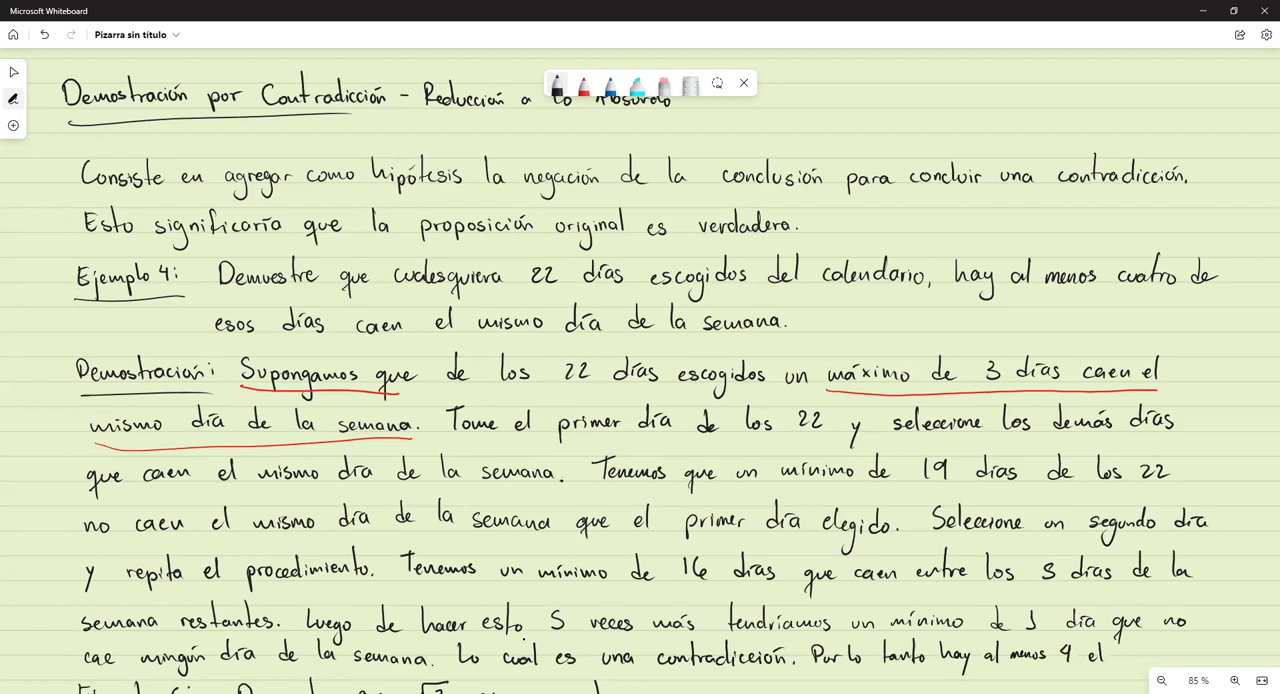 Microsoft Whiteboard
Pizarra sin título
Demostración por Contradicción - Reducción a lo Absurdo
Consiste en agregar como hipótesis la negación de la conclusión para concluir una contradicción.
Esto significaría que la proposición original es verdadera.
Ejemplo 4: Demuestre que cualesquiera 22 días escogidos del calendario, hay al menos cuatro de
esos días caen el mismo día de la semana.
Demostración: Supongamos que de los 22 días escogidos un máximo de 3 días caen el
mismo día de la semana. Tome el primer día d los 22 y seleccione los demás días
que caen el mismo día de la semana. Tenemos que un mínimo de 19 días de los 22
no caen el mismo día de la semana que el primer día elegido. Seleccione un segundo día
y repita el procedimiento. Tenemos un mínimo de 16 días que caen entre los 5 días de la
semana restantes. Luego de hacer esto 5 veces más tendríamos un mínimo de 1 día que no
cae ningún día de la semana. Lo cual es una contradicción. Por lo tanto hay al menos 4 el
85 %